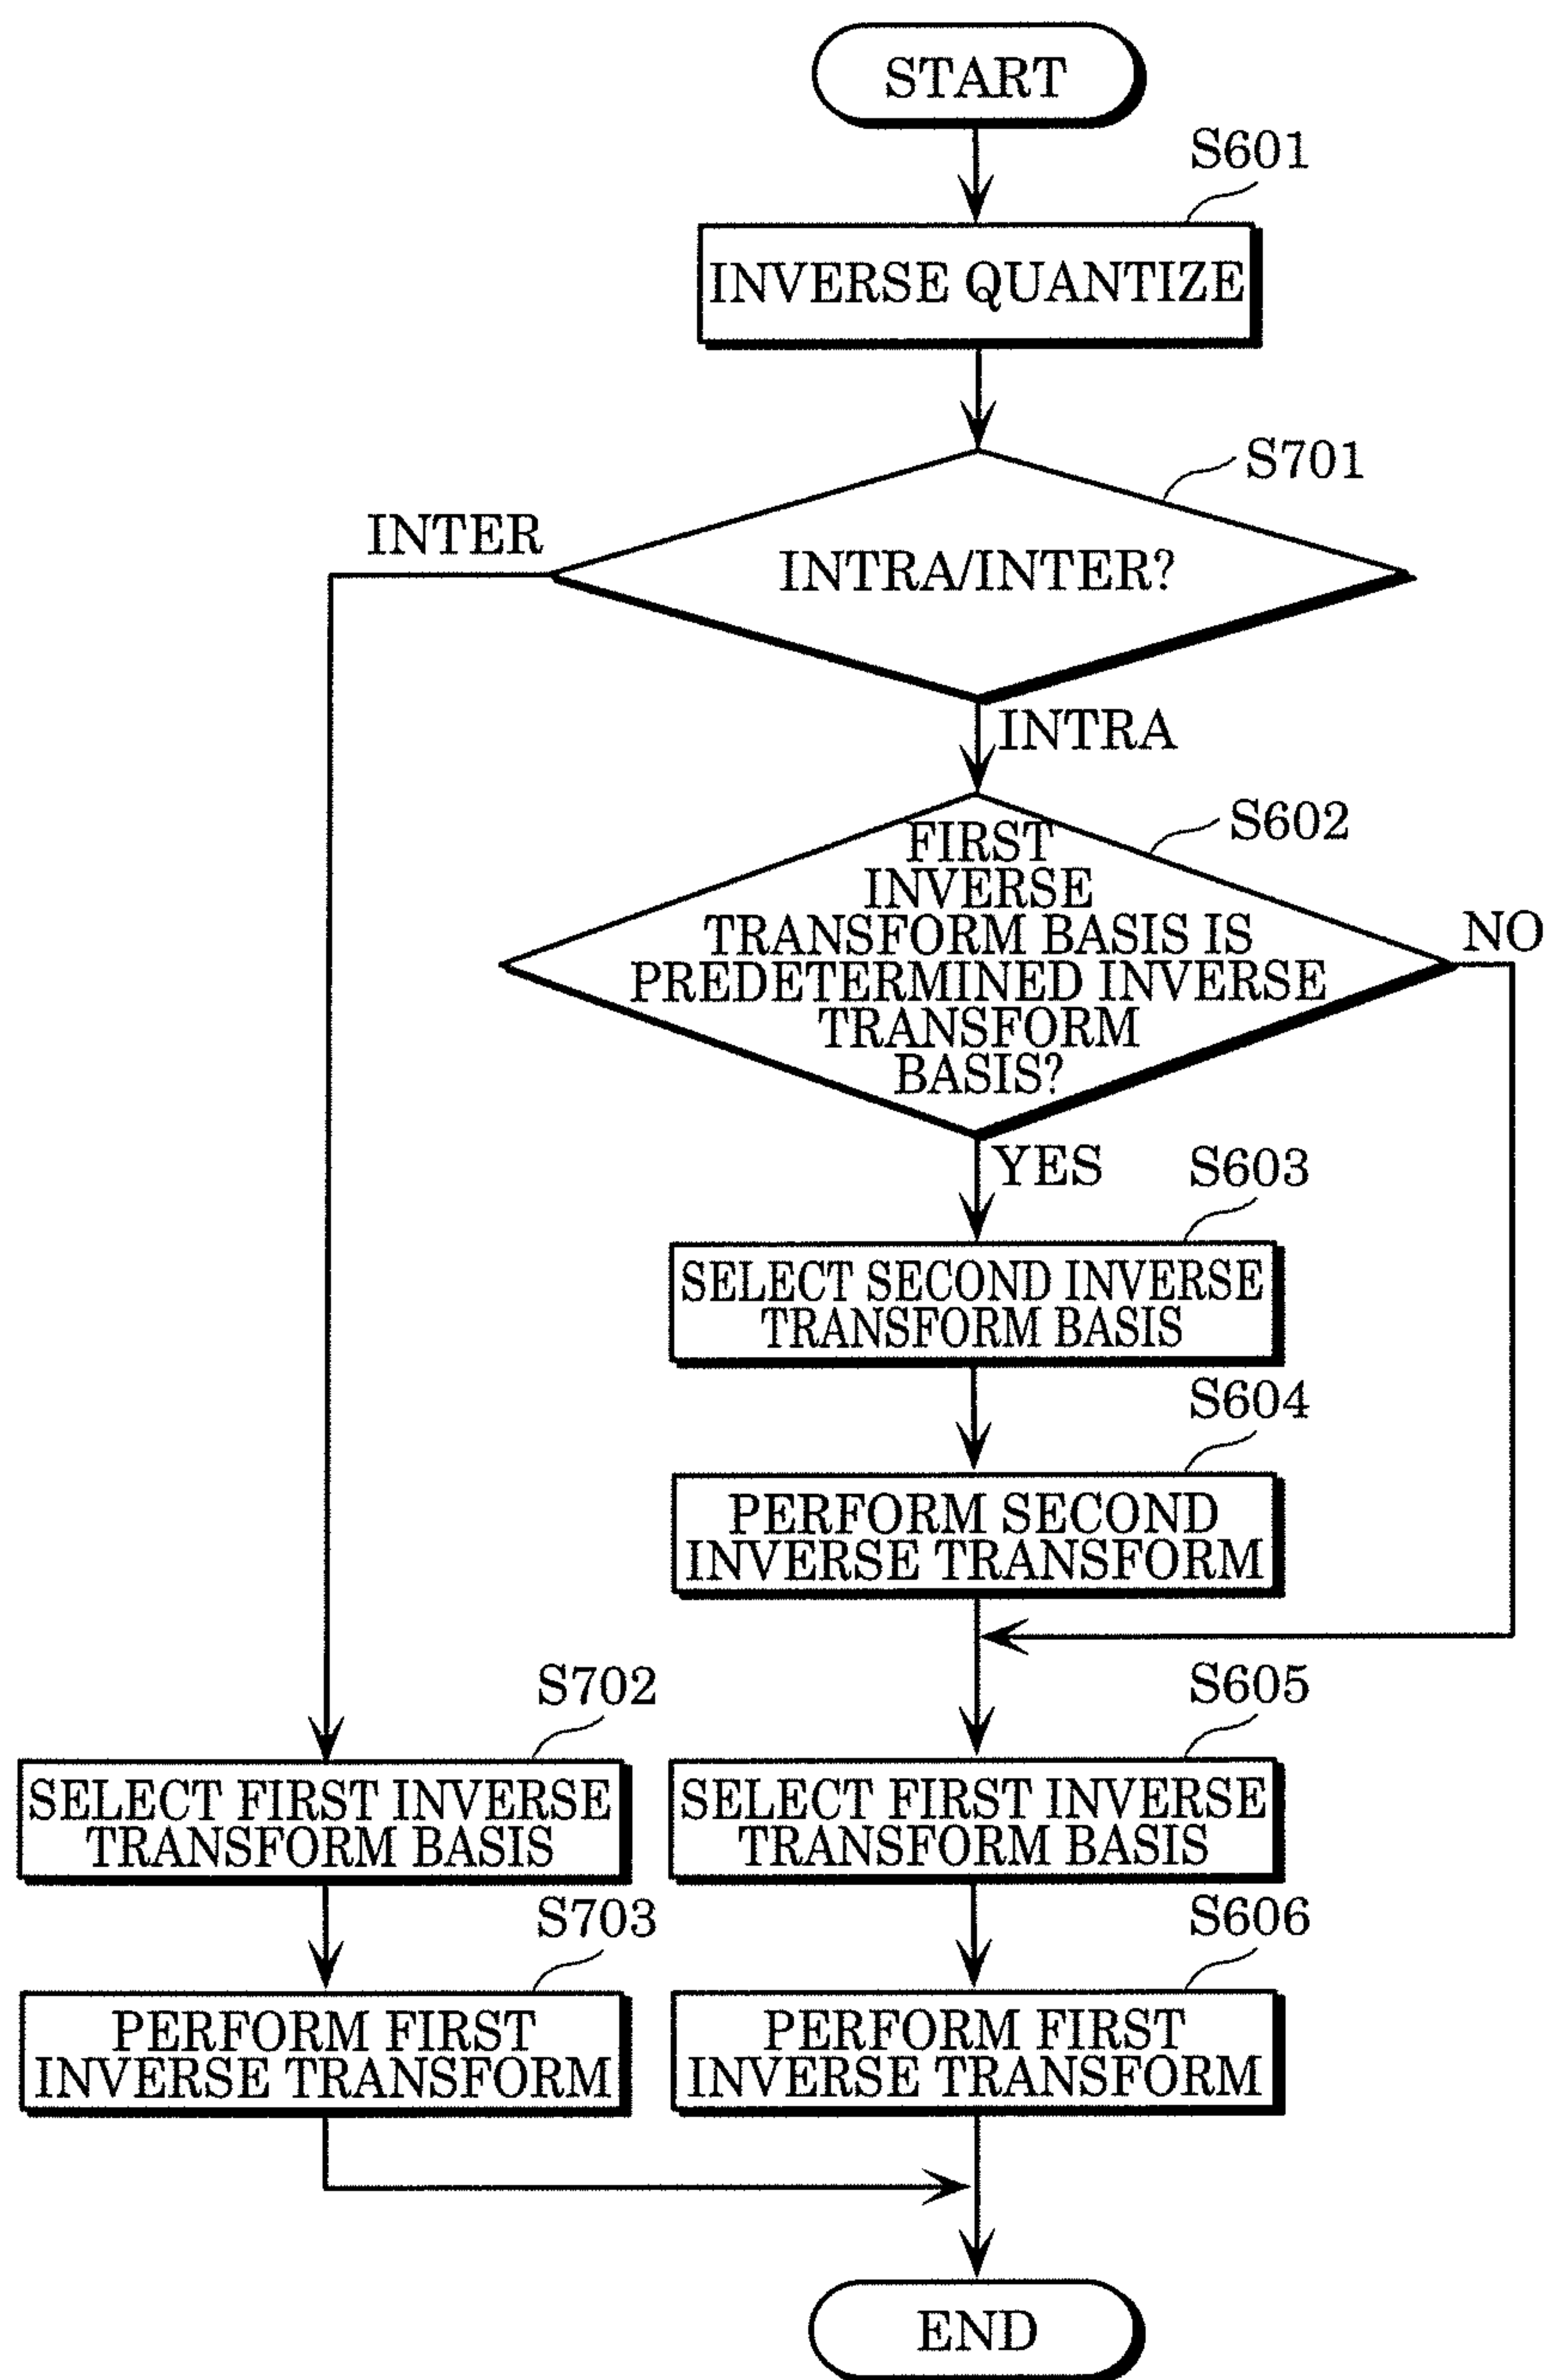 START
S601
INVERSE QUANTIZE
S701
INTER
INTRA/INTER?
INTRA
S602
FIRST
INVERSE
TRANSFORM BASIS IS
PREDETERMINED INVERSE
TRANSFORM
BASIS?
NO
YES
S603
SELECT SECOND INVERSE
TRANSFORM BASIS
S604
PERFORM SECOND
INVERSE TRANSFORM
S702
SELECT FIRST INVERSE
TRANSFORM BASIS
S605
SELECT FIRST INVERSE
TRANSFORM BASIS
S703
PERFORM FIRST
INVERSE TRANSFORM
S606
PERFORM FIRST
INVERSE TRANSFORM
END